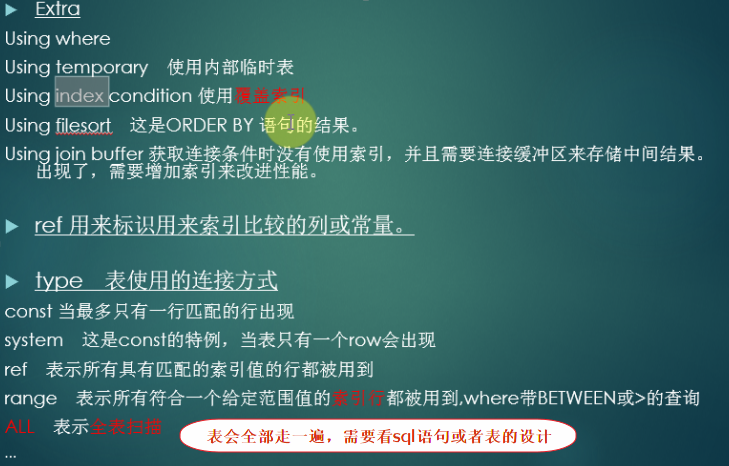 Extra
Using where
Using temporary 使用内部临时表
Using index condition 使用覆盖索引
Using filesort 这是ORDER BY 语句的结果。
Using join buffer 获取连接条件时没有使用索引，并且需要连接缓冲区来存储中间结果。
出现了，需要增加索引来改进性能。
ref 用来标识用来索引比较的列或常量。
type 表使用的连接方式
const 当最多只有一行匹配的行出现
system 这是const的特例，当表只有一个row会出现
ref 表示所有具有匹配的索引值的行都被用到
range 表示所有符合一个给定范围值的索引行都被用到,where带BETWEEN或>的查询
ALL 表示全表扫描
表会全部走一遍，需要看sql语句或者表的设计
...